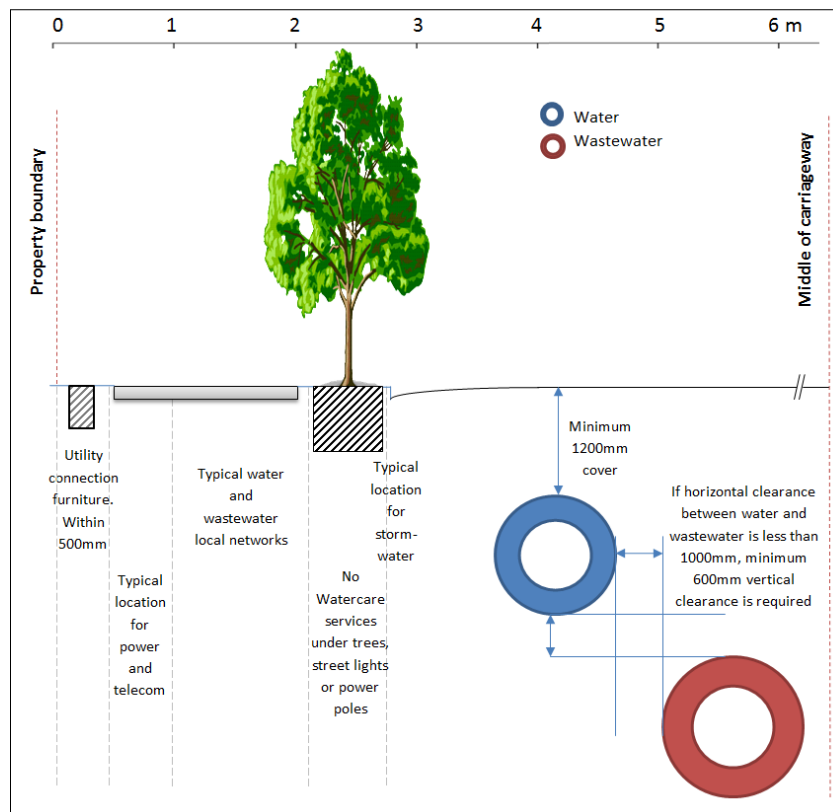 0 1 2 3 4 5 6 m
Property boundary
Water
Wastewater
Middle of carriageway
Utility
connection
furniture.
Within
500mm
Typical
location
for
power
and
telecom
Typical water
and
wastewater
local networks
No
Watercare
services
under trees,
street lights
or power
poles
Typical
location
for
storm-
water
Minimum
1200mm
cover
If horizontal clearance
between water and
wastewater is less than
1000mm, minimum
600mm vertical
clearance is required